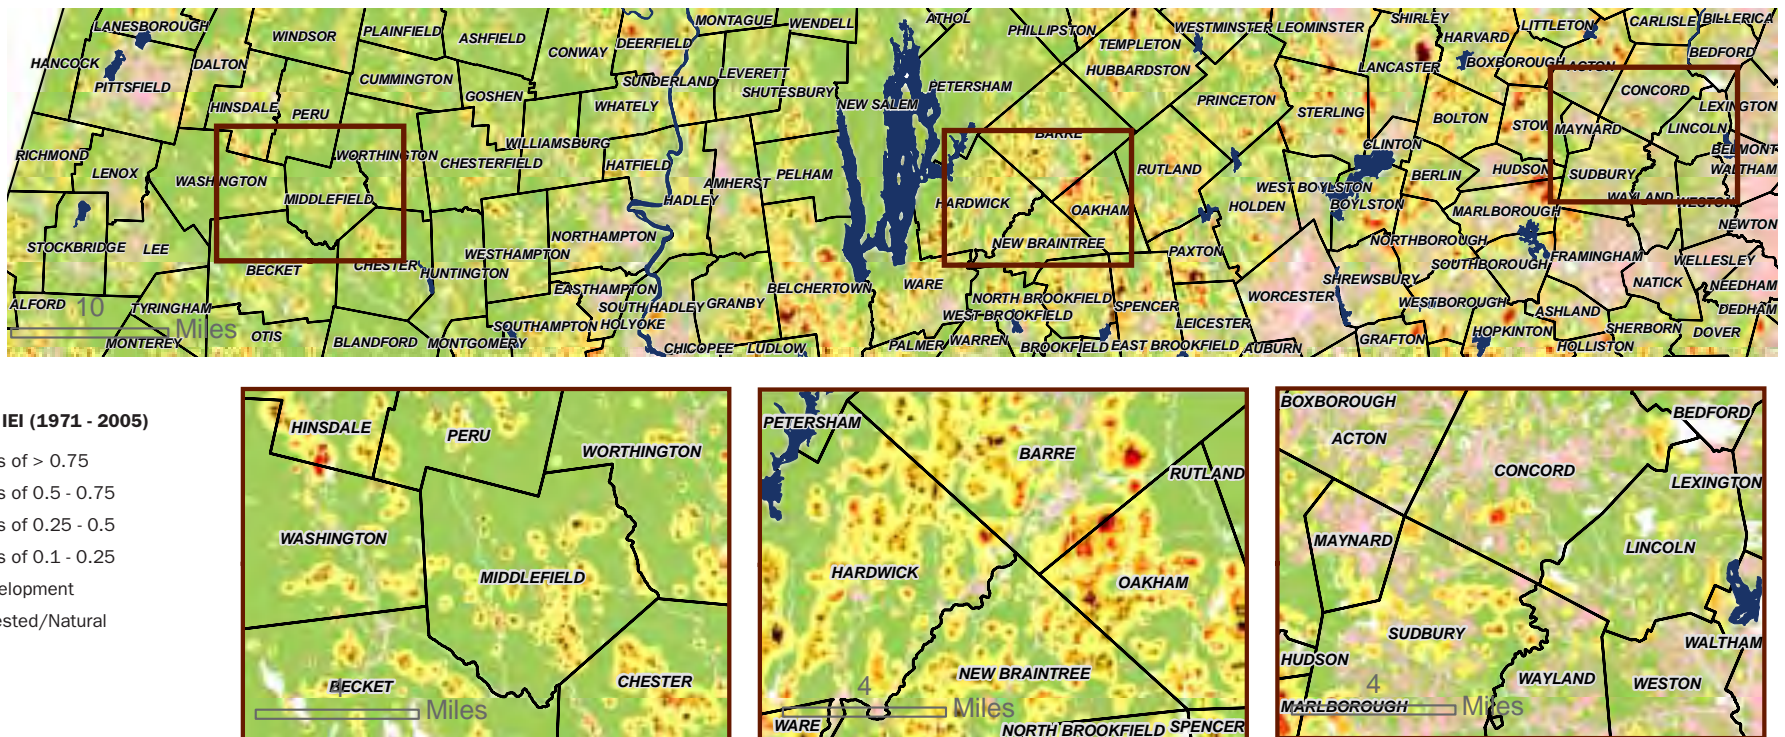 LANESBOROUGH
WINDSOR
PLAINFIELD
ASHFIELD
CONWAY
DEERFIELD
MONTAGUE
WENDELL
ATHOL
PHILLIPSTON
TEMPLETON
WESTMINSTER
LEOMINSTER
SHIRLEY
HARVARD
LITTLETON
CARLISLE
BILLERICA
HANCOCK
PITTSFIELD
DALTON
CUMMINGTON
GOSHEN
SUNDERLAND
LEVERETT
SHUTESBURY
NEW SALEM
PETERSHAM
HUBBARDSTON
PRINCETON
LANCASTER
BOXBOROUGH
ACTON
BEDFORD
HINSDALE
PERU
WHATELY
STERLING
BOLTON
STOW
MAYNARD
CONCORD
LEXINGTON
LINCOLN
RICHMOND
LENOX
WASHINGTON
WORTHINGTON
MIDDLEFIELD
CHESTERFIELD
WILLIAMSBURG
HATFIELD
AMHERST
PELHAM
BARRE
RUTLAND
CLINTON
BERLIN
HUDSON
SUDBURY
BELMONT
WALTHAM
HADLEY
HARDWICK
OAKHAM
HOLDEN
WEST BOYLSTON
BOYLSTON
MARLBOROUGH
WAYLAND
WESTON
NEWTON
STOCKBRIDGE
LEE
BECKET
CHESTER
HUNTINGTON
WESTHAMPTON
NORTHAMPTON
NEW BRAINTREE
PAXTON
NORTHBOROUGH
SOUTHBOROUGH
FRAMINGHAM
WELLESLEY
ALFORD
10
Miles
TYRINGHAM
EASTHAMPTON
SOUTH HADLEY
GRANBY
BELCHERTOWN
WARE
NORTH BROOKFIELD
WEST BROOKFIELD
SPENCER
LEICESTER
WORCESTER
SHREWSBURY
WESTBOROUGH
NATICK
NEEDHAM
DEDHAM
MONTEREY
OTIS
BLANDFORD
MONTGOMERY
SOUTHAMPTON
HOLYOKE
CHICOPEE
LUDLOW
PALMER
WARREN
BROOKFIELD
EAST BROOKFIELD
AUBURN
GRAFTON
HOPKINTON
ASHLAND
HOLLISTON
SHERBORN
DOVER
IEI (1971 - 2005)
s of > 0.75
s of 0.5 - 0.75
s of 0.25 - 0.5
s of 0.1 - 0.25
elopment
ested/Natural
HINSDALE
PERU
WORTHINGTON
WASHINGTON
MIDDLEFIELD
BECKET
CHESTER
4
Miles
PETERSHAM
BARRE
RUTLAND
HARDWICK
OAKHAM
NEW BRAINTREE
4
Miles
WARE
NORTH BROOKFIELD
SPENCER
BOXBOROUGH
ACTON
BEDFORD
CONCORD
LEXINGTON
MAYNARD
LINCOLN
SUDBURY
WALTHAM
HUDSON
WAYLAND
WESTON
4
Miles
MARLBOROUGH